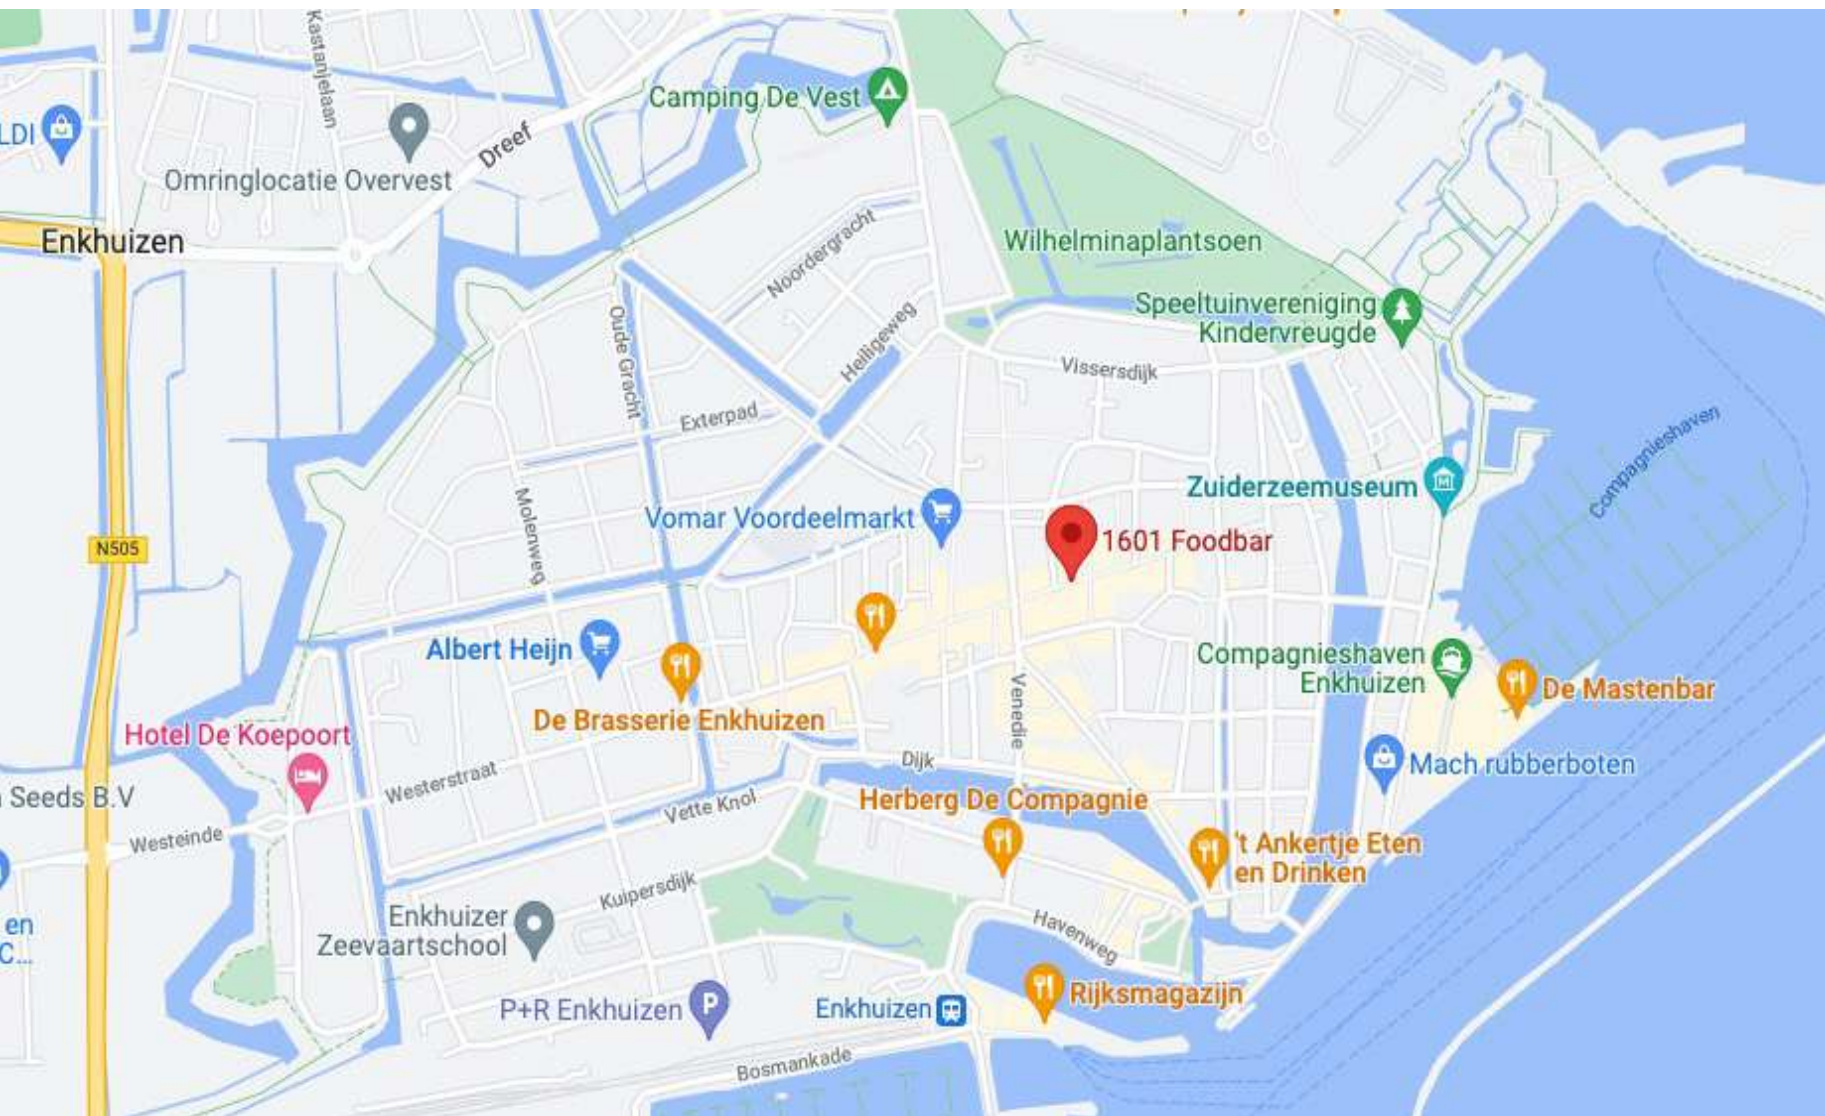 Kastanjelaan
Camping De Vest
LDI
Dreef
Omringlocatie Overvest
Enkhuizen
Noordergracht
Wilhelminaplantsoen
Speeltuinvereniging
Kindervreugde
Oude Gracht
Heiligeweg
Vissersdijk
Exterpad
Compagnieshaven
Zuiderzeemuseum
Molenweg
Vomar Voordeelmarkt
1601 Foodbar
N505
Albert Heijn
Compagnieshaven
Enkhuizen
De Mastenbar
De Brasserie Enkhuizen
Venedie
Hotel De Koepoort
Dijk
Mach rubberboten
Westerstraat
Seeds B.V
Vette Knol
Herberg De Compagnie
Westeinde
't Ankertje Eten
en Drinken
Kuipersdijk
Enkhuizer
Zeevaartschool
en
C...
Havenweg
Rijksmagazijn
P+R Enkhuizen
P
Enkhuizen
Bosmankade